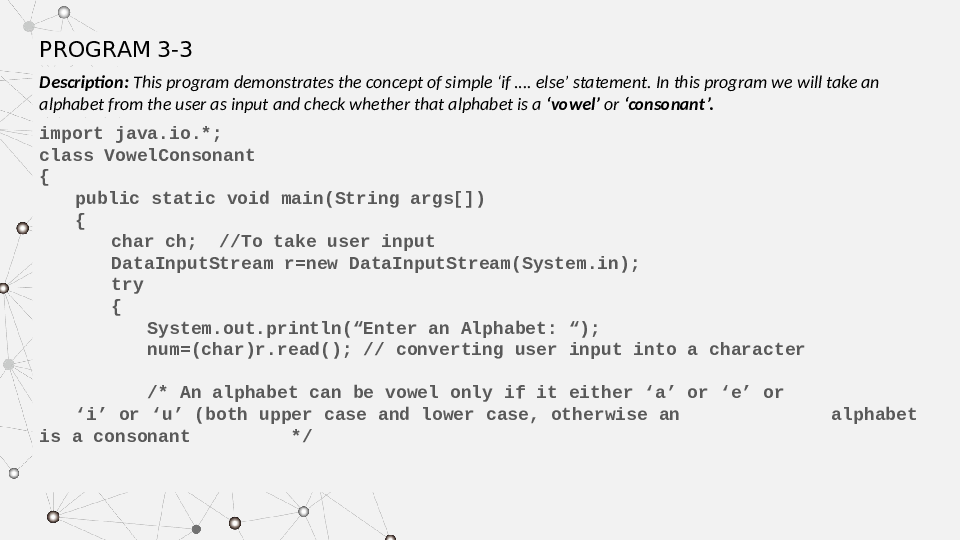 PROGRAM 3-3
Description: This program demonstrates the concept of simple ‘if .... else’ statement. In this program we will take an
alphabet from the user as input and check whether that alphabet is a ‘vowel’ or ‘consonant’.
import java.io.*;
class VowelConsonant
{
public static void main(String args[])
{
char ch;  //To take user input
DataInputStream r=new DataInputStream(System.in);
try
{
System.out.println(“Enter an Alphabet: “);
num=(char)r.read(); // converting user input into a character
/* An alphabet can be vowel only if it either ‘a’ or ‘e’ or
‘i’ or ‘u’ (both upper case and lower case, otherwise an alphabet
is a consonant */